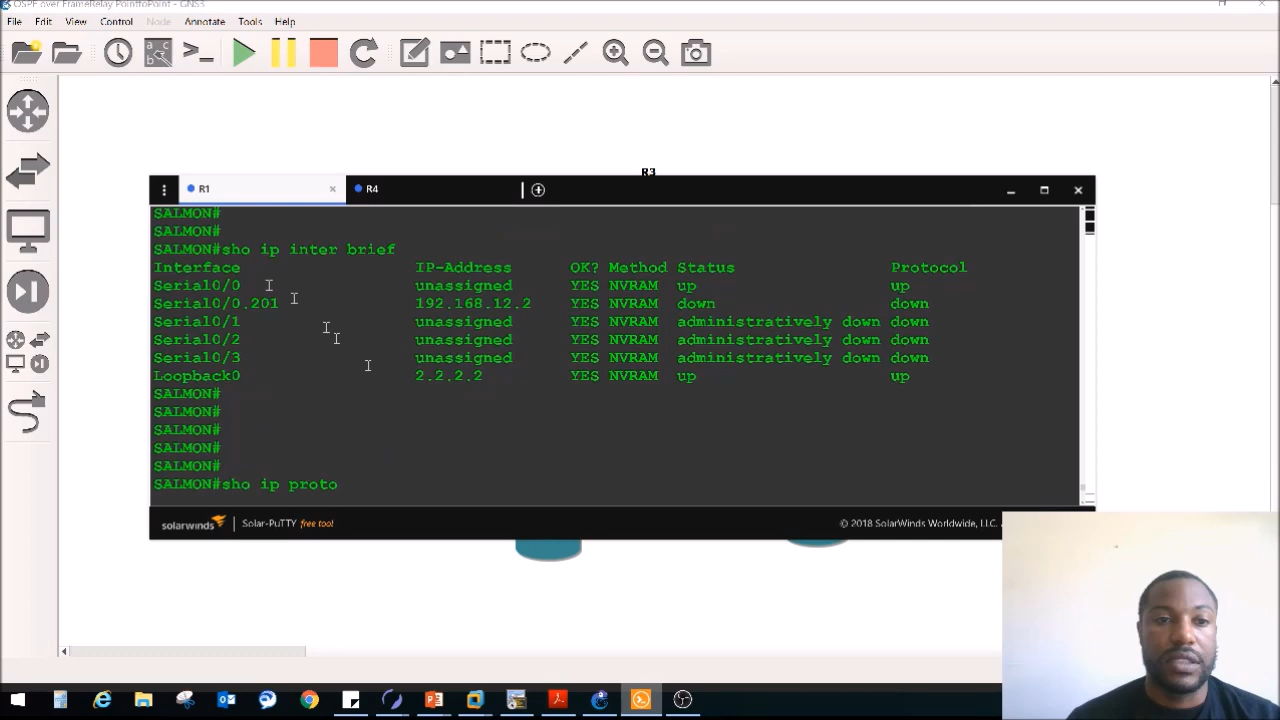 OSPF over FrameRelay PointtoPoint - GNS3
File Edit View Control Node Annotate Tools Help
R3
R1 R4
SALMON#
SALMON#
SALMON#sho ip inter brief
Interface IP-Address OK? Method Status Protocol
Serial0/0 unassigned YES NVRAM up up
Serial0/0.201 192.168.12.2 YES NVRAM down down
Serial0/1 unassigned YES NVRAM administratively down down
Serial0/2 unassigned YES NVRAM administratively down down
Serial0/3 unassigned YES NVRAM administratively down down
Loopback0 2.2.2.2 YES NVRAM up up
SALMON#
SALMON#
SALMON#
SALMON#
SALMON#
SALMON#sho ip proto
solarwinds Solar-PuTTY free tool © 2018 SolarWinds Worldwide, LLC.